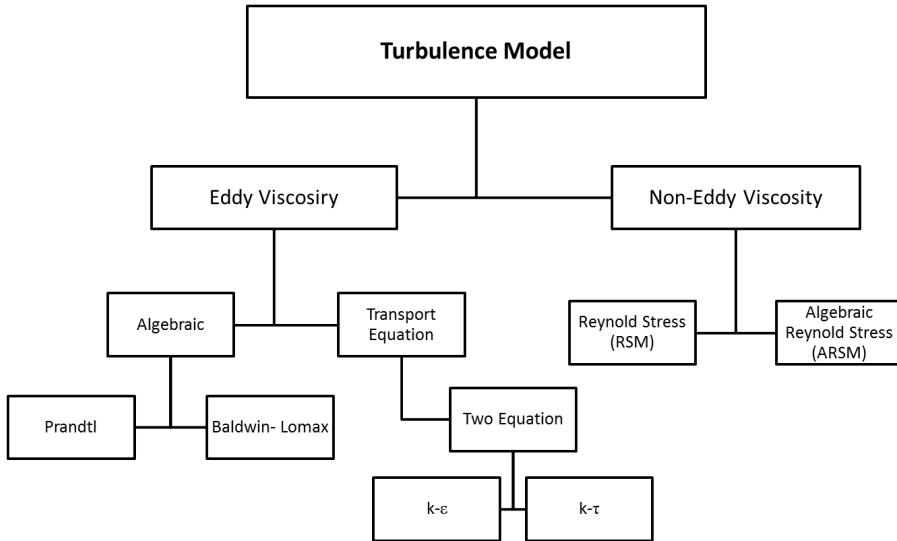 Turbulence Model
Eddy Viscosiry
Non-Eddy Viscosity
Algebraic
Transport
Equation
Reynold Stress
(RSM)
Algebraic
Reynold Stress
(ARSM)
Prandtl
Baldwin- Lomax
Two Equation
k-ε
k-τ